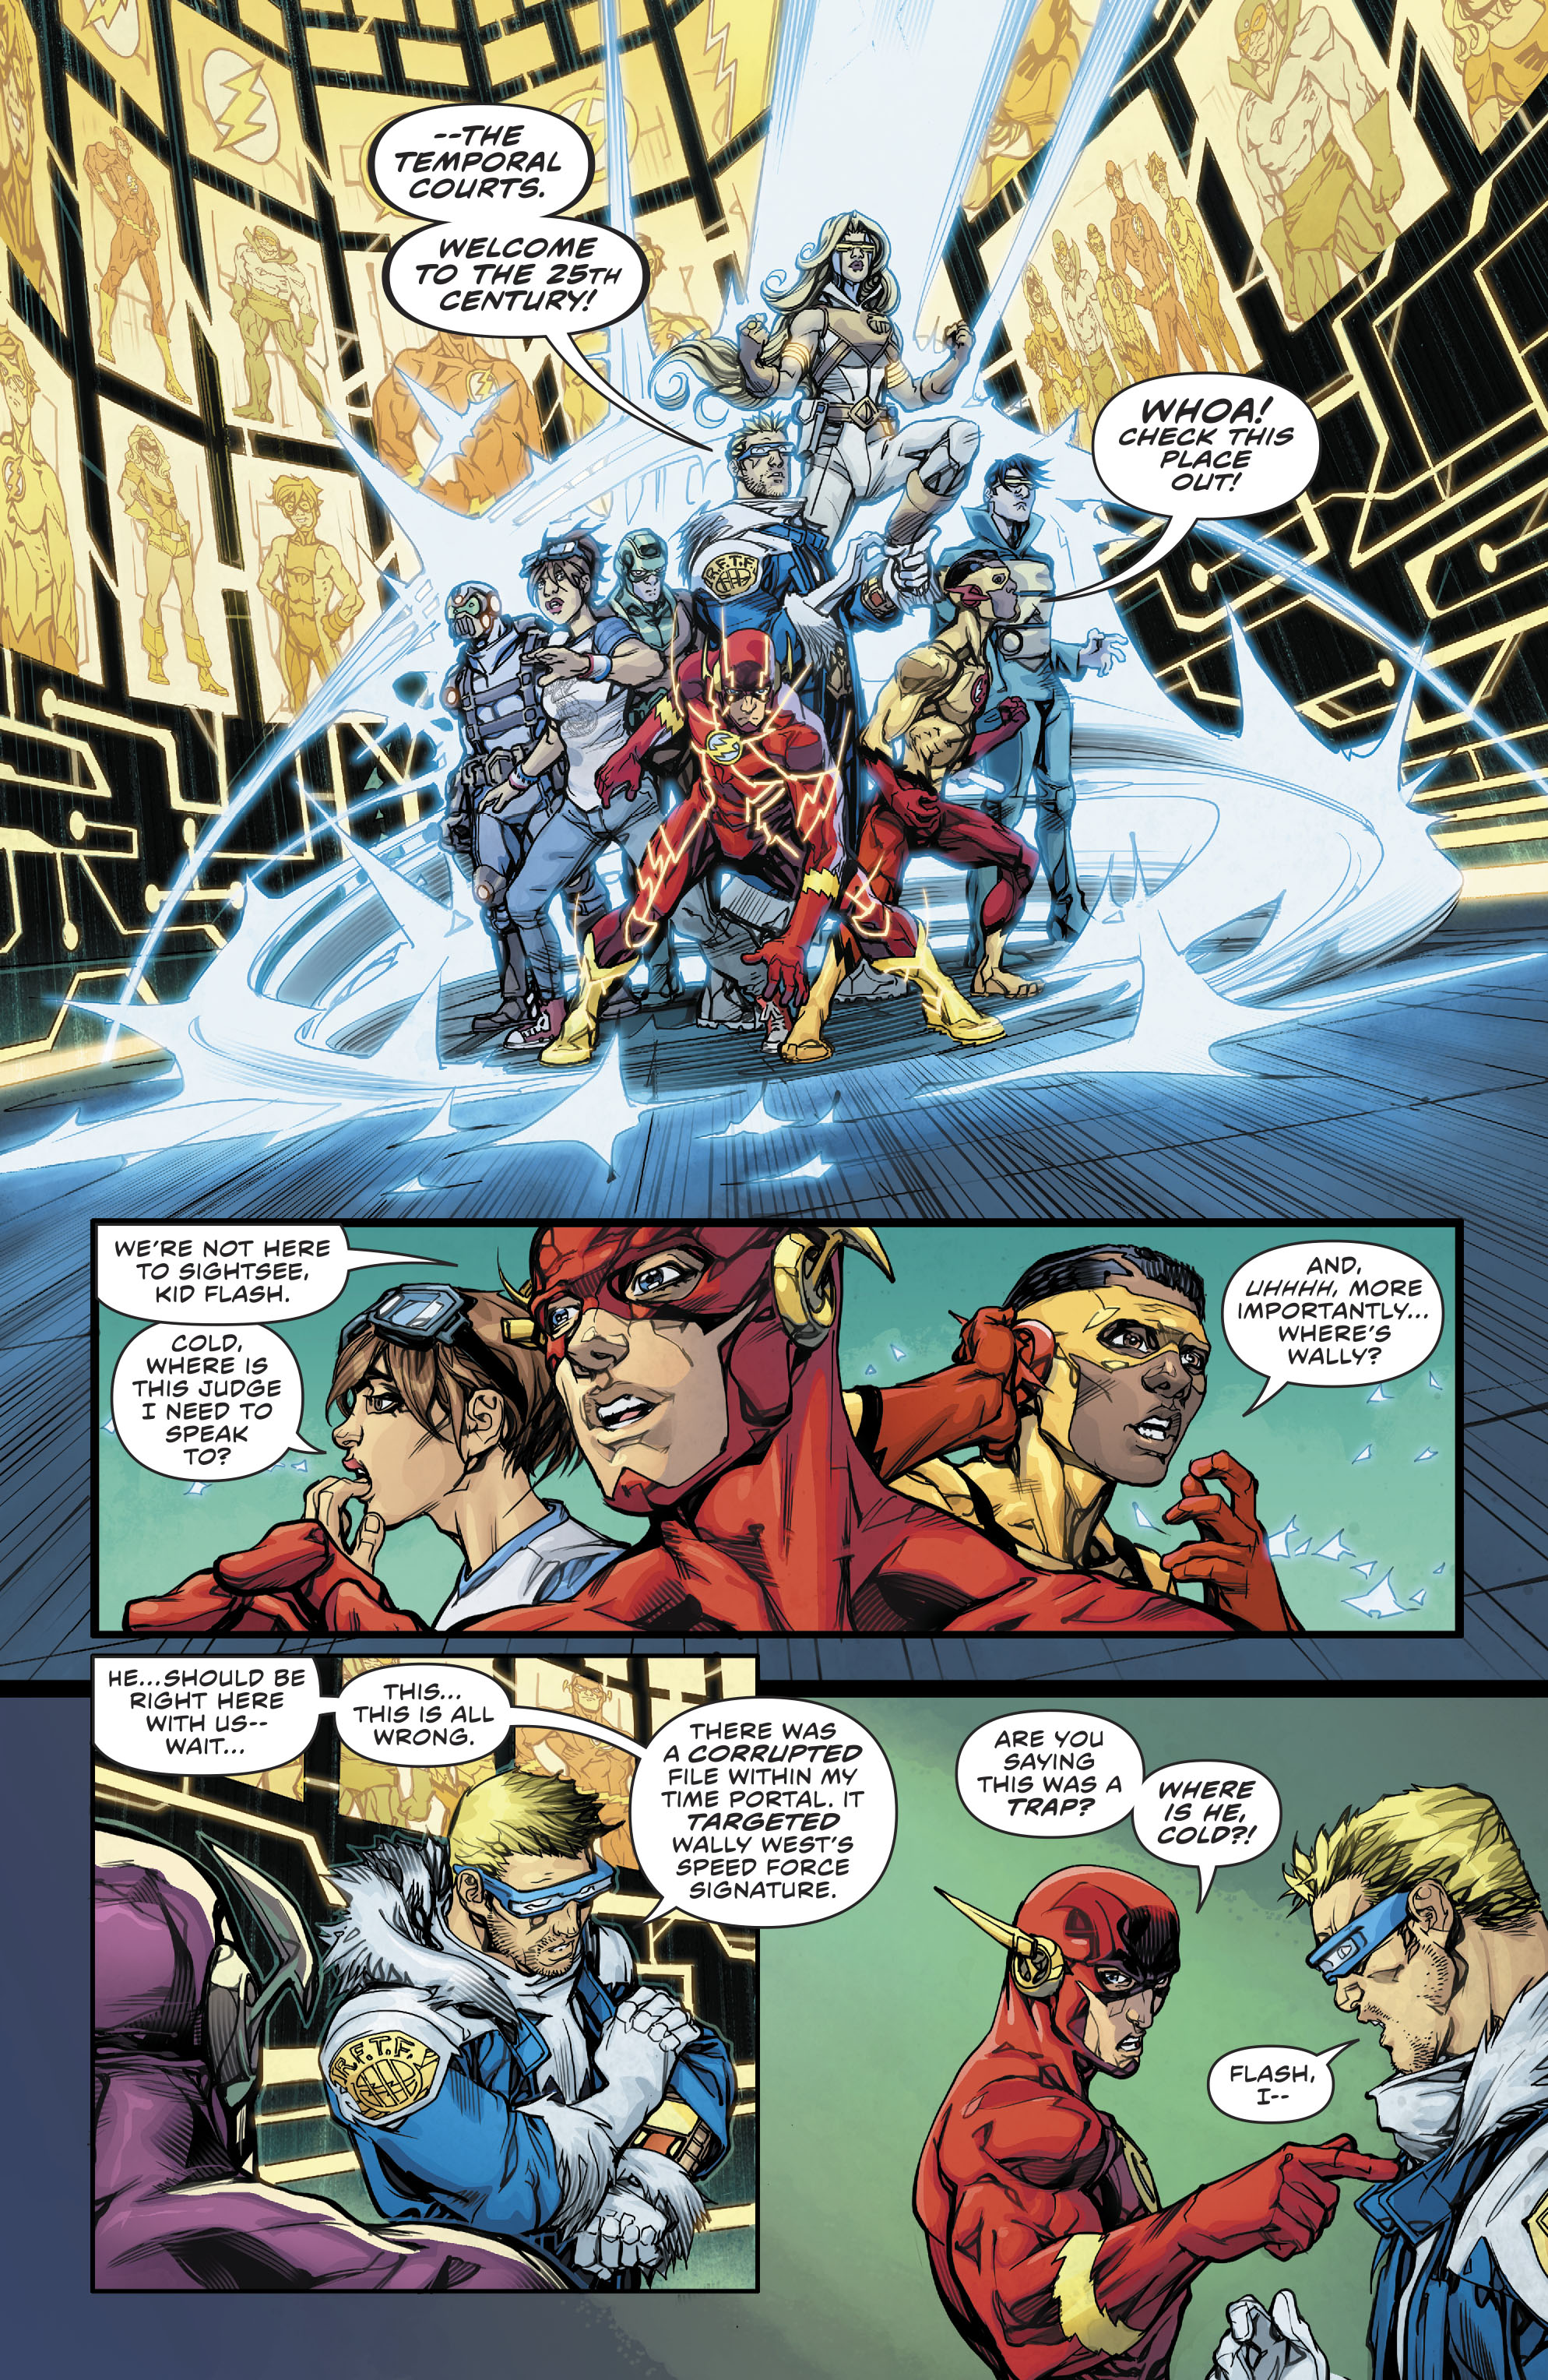 --THE
TEMPORAL
COURTS.
WELCOME
TO THE 25TH
CENTURY!
WHOA!
CHECK THIS
PLACE
OUT!
R.F.T.F.
WE'RE NOT HERE
TO SIGHTSEE,
KID FLASH.
COLD,
WHERE IS
THIS JUDGE
I NEED TO
SPEAK
TO?
AND,
UHHHH, MORE
IMPORTANTLY...
WHERE'S
WALLY?
HE...SHOULD BE
RIGHT HERE
WITH US--
WAIT...
THIS...
THIS IS ALL
WRONG.
THERE WAS
A CORRUPTED
FILE WITHIN MY
TIME PORTAL. IT
TARGETED
WALLY WEST'S
SPEED FORCE
SIGNATURE.
R.F.T.F.
ARE YOU
SAYING
THIS WAS A
TRAP?
WHERE
IS HE,
COLD?!
FLASH,
I--